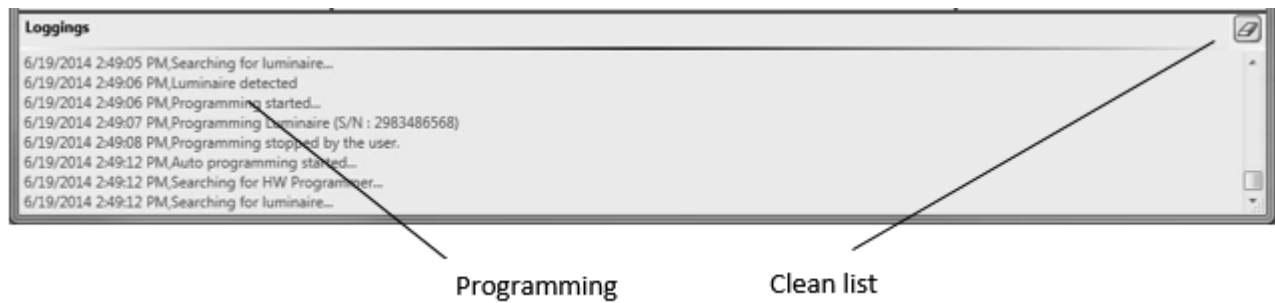 Loggings
6/19/2014 2:49:05 PM,Searching for luminaire...
6/19/2014 2:49:06 PM,Luminaire detected
6/19/2014 2:49:06 PM,Programming started...
6/19/2014 2:49:07 PM,Programming Luminaire (S/N : 2983486568)
6/19/2014 2:49:08 PM,Programming stopped by the user.
6/19/2014 2:49:12 PM,Auto programming started...
6/19/2014 2:49:12 PM,Searching for HW Programmer...
6/19/2014 2:49:12 PM,Searching for luminaire...
Programming
Clean list